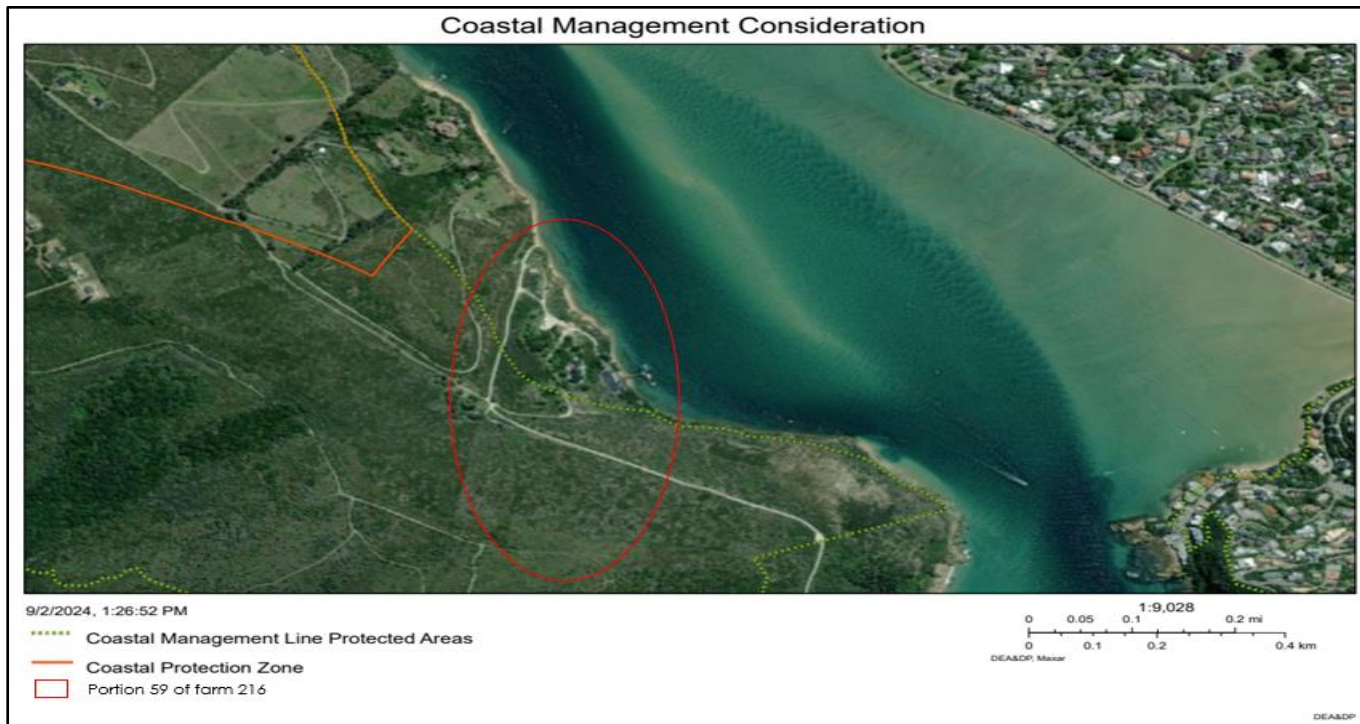 Coastal Management Consideration
9/2/2024, 1:26:52 PM
Coastal Management Line Protected Areas
Coastal Protection Zone
Portion 59 of farm 216
1:9,028
0 0.05 0.1 0.2 mi
0 0.1 0.2 0.4 km
DEA&DP, Maxar
DEA&DP